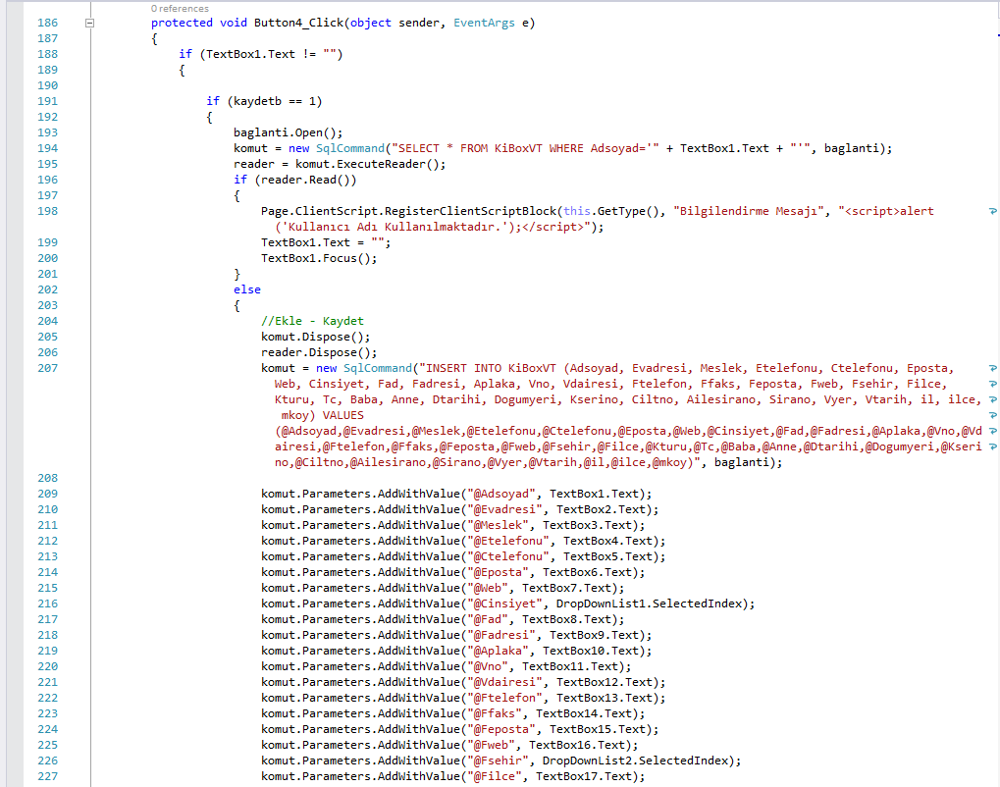 0 references
186 protected void Button4_Click(object sender, EventArgs e)
187 {
188 if (TextBox1.Text != "")
189 {
190
191 if (kaydetb == 1)
192 {
193 baglanti.Open();
194 komut = new SqlCommand("SELECT * FROM KiBoxVT WHERE Adsoyad='" + TextBox1.Text + "'", baglanti);
195 reader = komut.ExecuteReader();
196 if (reader.Read())
197 {
198 Page.ClientScript.RegisterClientScriptBlock(this.GetType(), "Bilgilendirme Mesajı", "<script>alert
('Kullanıcı Adı Kullanılmaktadır.');</script>");
199 TextBox1.Text = "";
200 TextBox1.Focus();
201 }
202 else
203 {
204 //Ekle - Kaydet
205 komut.Dispose();
206 reader.Dispose();
207 komut = new SqlCommand("INSERT INTO KiBoxVT (Adsoyad, Evadresi, Meslek, Etelefonu, Ctelefonu, Eposta,
Web, Cinsiyet, Fad, Fadresi, Aplaka, Vno, Vdairesi, Ftelefon, Ffaks, Feposta, Fweb, Fsehir, Filce,
Kturu, Tc, Baba, Anne, Dtarihi, Dogumyeri, Kserino, Ciltno, Ailesirano, Sirano, Vyer, Vtarih, il, ilce,
mkoy) VALUES
(@Adsoyad,@Evadresi,@Meslek,@Etelefonu,@Ctelefonu,@Eposta,@Web,@Cinsiyet,@Fad,@Fadresi,@Aplaka,@Vno,@Vd
airesi,@Ftelefon,@Ffaks,@Feposta,@Fweb,@Fsehir,@Filce,@Kturu,@Tc,@Baba,@Anne,@Dtarihi,@Dogumyeri,@Kseri
no,@Ciltno,@Ailesirano,@Sirano,@Vyer,@Vtarih,@il,@ilce,@mkoy)", baglanti);
208
209 komut.Parameters.AddWithValue("@Adsoyad", TextBox1.Text);
210 komut.Parameters.AddWithValue("@Evadresi", TextBox2.Text);
211 komut.Parameters.AddWithValue("@Meslek", TextBox3.Text);
212 komut.Parameters.AddWithValue("@Etelefonu", TextBox4.Text);
213 komut.Parameters.AddWithValue("@Ctelefonu", TextBox5.Text);
214 komut.Parameters.AddWithValue("@Eposta", TextBox6.Text);
215 komut.Parameters.AddWithValue("@Web", TextBox7.Text);
216 komut.Parameters.AddWithValue("@Cinsiyet", DropDownList1.SelectedIndex);
217 komut.Parameters.AddWithValue("@Fad", TextBox8.Text);
218 komut.Parameters.AddWithValue("@Fadresi", TextBox9.Text);
219 komut.Parameters.AddWithValue("@Aplaka", TextBox10.Text);
220 komut.Parameters.AddWithValue("@Vno", TextBox11.Text);
221 komut.Parameters.AddWithValue("@Vdairesi", TextBox12.Text);
222 komut.Parameters.AddWithValue("@Ftelefon", TextBox13.Text);
223 komut.Parameters.AddWithValue("@Ffaks", TextBox14.Text);
224 komut.Parameters.AddWithValue("@Feposta", TextBox15.Text);
225 komut.Parameters.AddWithValue("@Fweb", TextBox16.Text);
226 komut.Parameters.AddWithValue("@Fsehir", DropDownList2.SelectedIndex);
227 komut.Parameters.AddWithValue("@Filce", TextBox17.Text);